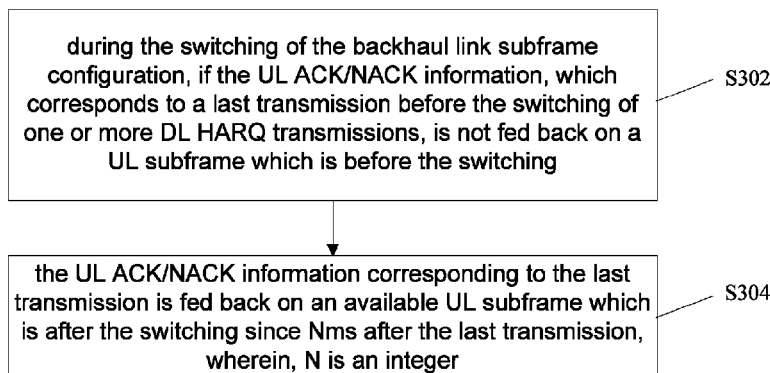 during the switching of the backhaul link subframe
configuration, if the UL ACK/NACK information, which
corresponds to a last transmission before the switching of
one or more DL HARQ transmissions, is not fed back on a
UL subframe which is before the switching
S302
the UL ACK/NACK information corresponding to the last
transmission is fed back on an available UL subframe which
is after the switching since Nms after the last transmission,
wherein, N is an integer
S304